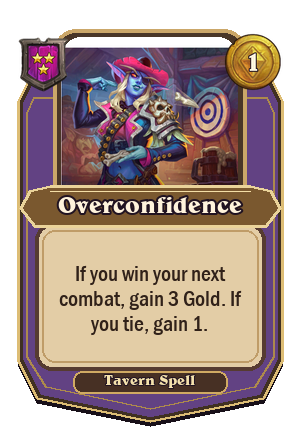 1
Overconfidence
If you win your next
combat, gain 3 Gold. If
you tie, gain 1.
Tavern Spell